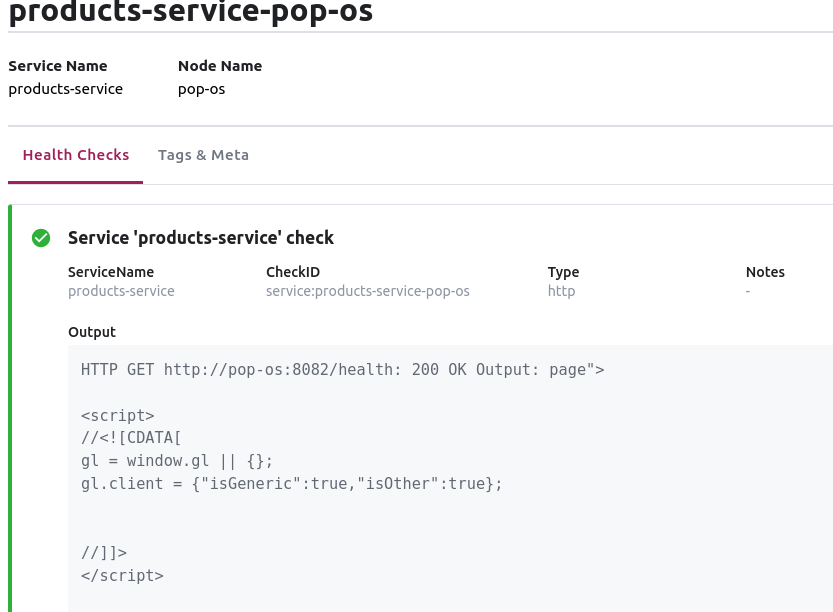 products-service-pop-os
Service Name
Node Name
products-service
pop-os
Health Checks
Tags & Meta
Service 'products-service' check
ServiceName
CheckID
Type
Notes
products-service
service:products-service-pop-os
http
-
Output
HTTP GET http://pop-os:8082/health: 200 OK Output: page">
<script>
//<![CDATA[
gl = window.gl || {};
gl.client = {"isGeneric":true,"isOther":true};
//]]>
</script>